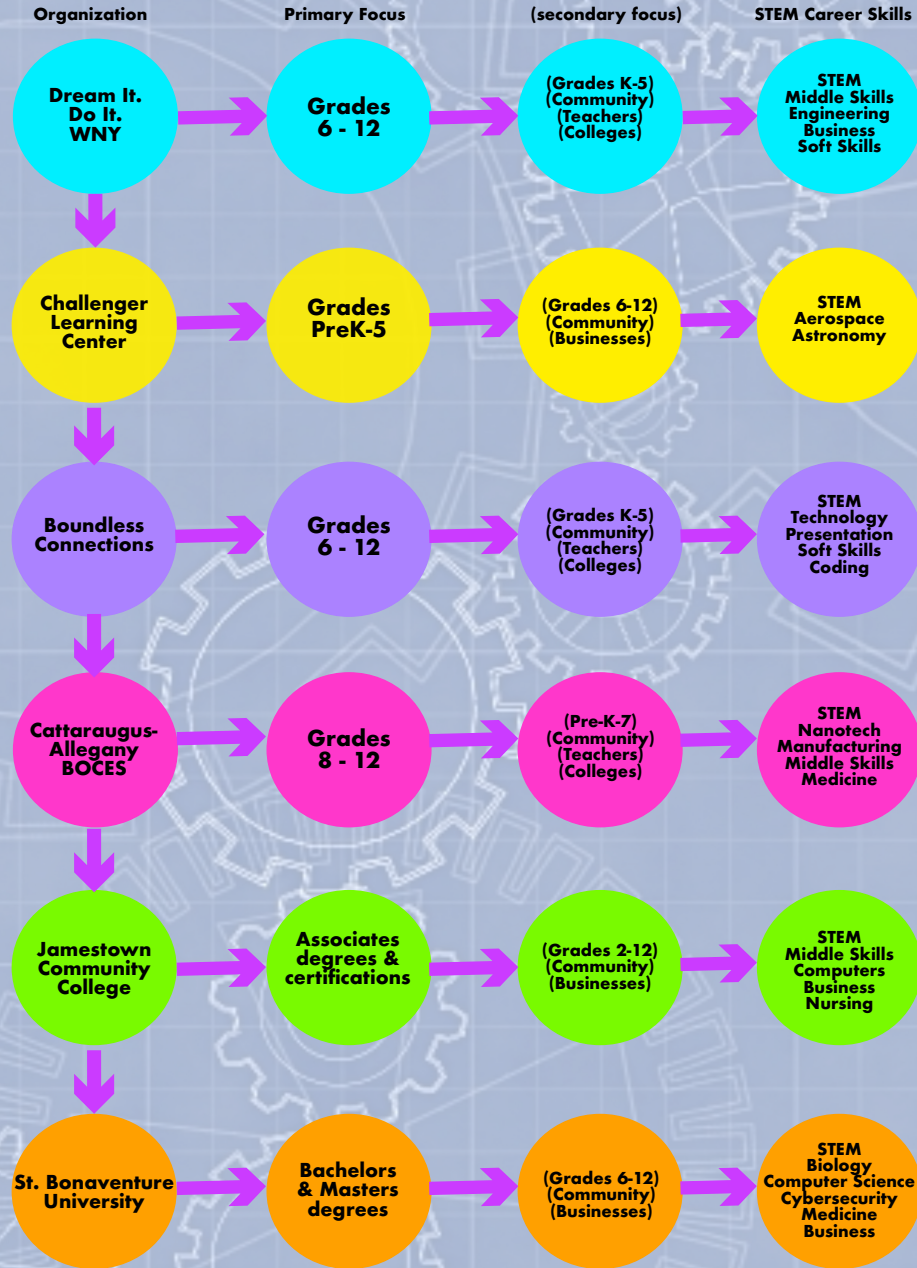 Organization
Primary Focus
(secondary focus)
STEM Career Skills
Dream It.
Do It.
WNY
Grades
6 - 12
(Grades K-5)
(Community)
(Teachers)
(Colleges)
STEM
Middle Skills
Engineering
Business
Soft Skills
Challenger
Learning
Center
Grades
PreK-5
(Grades 6-12)
(Community)
(Businesses)
STEM
Aerospace
Astronomy
Boundless
Connections
Grades
6 - 12
(Grades K-5)
(Community)
(Teachers)
(Colleges)
STEM
Technology
Presentation
Soft Skills
Coding
Cattaraugus-
Allegany
BOCES
Grades
8 - 12
(Pre-K-7)
(Community)
(Teachers)
(Colleges)
STEM
Nanotech
Manufacturing
Middle Skills
Medicine
Jamestown
Community
College
Associates
degrees &
certifications
(Grades 2-12)
(Community)
(Businesses)
STEM
Middle Skills
Computers
Business
Nursing
St. Bonaventure
University
Bachelors
& Masters
degrees
(Grades 6-12)
(Community)
(Businesses)
STEM
Biology
Computer Science
Cybersecurity
Medicine
Business